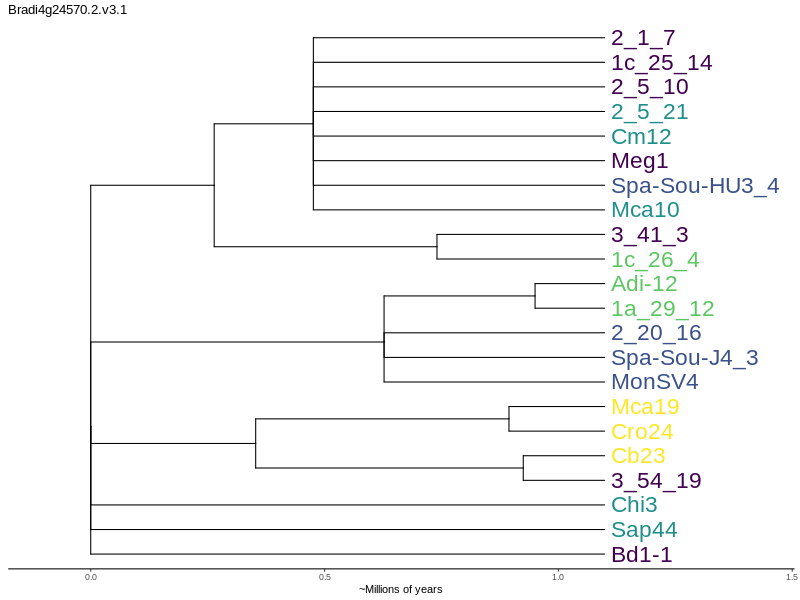 Bradi4g24570.2.v3.1
2_1_7
1c_25_14
2_5_10
2_5_21
Cm12
Meg1
Spa-Sou-HU3_4
Mca10
3_41_3
1c_26_4
Adi-12
1a_29_12
2_20_16
Spa-Sou-J4_3
MonSV4
Mca19
Cro24
Cb23
3_54_19
Chi3
Sap44
Bd1-1
0.0 0.5 1.0 1.5
~Millions of years